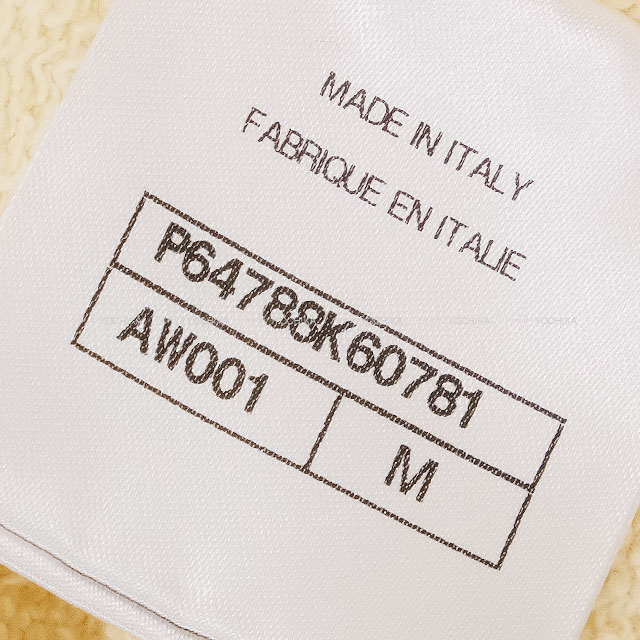 MADE IN ITALY
FABRIQUE EN ITALIE
P64788K60781
AW001 M